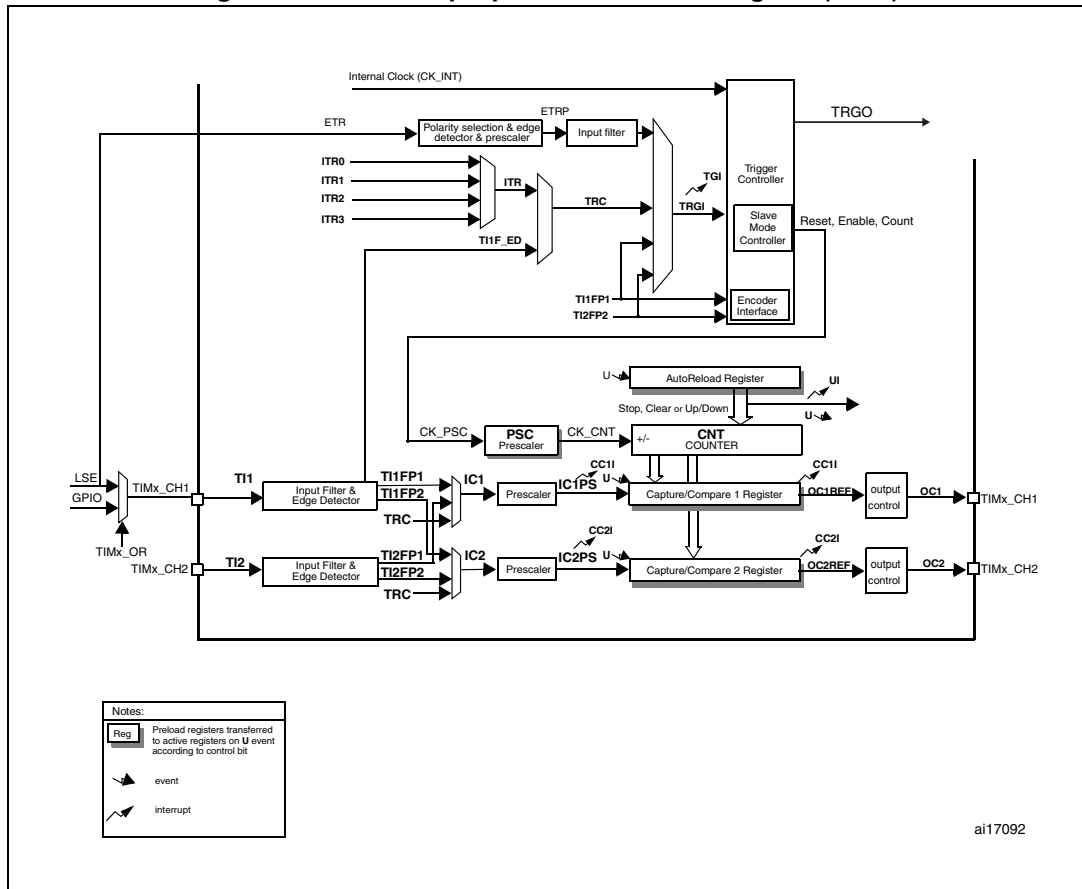 Internal Clock (CK_INT)
TRGO
ETR
ETRP
Polarity selection & edge
detector & prescaler
Input filter
ITR0
ITR1
ITR2
ITR3
ITR
TRC
TI1F_ED
TGI
TRGI
Trigger
Controller
Slave
Mode
Controller
Reset, Enable, Count
TI1FP1
TI2FP2
Encoder
Interface
U
AutoReload Register
UI
Stop, Clear or Up/Down
U
CK_PSC
PSC
Prescaler
CK_CNT
+/-
CNT
COUNTER
LSE
GPIO
TIMx_CH1
TIMx_OR
TI1
Input Filter &
Edge Detector
TI1FP1
TI1FP2
TRC
IC1
Prescaler
IC1PS
CC1I
U
Capture/Compare 1 Register
CC1I
OC1REF
output
control
OC1
TIMx_CH1
TIMx_CH2
TI2
Input Filter &
Edge Detector
TI2FP1
TI2FP2
TRC
IC2
Prescaler
IC2PS
CC2I
U
Capture/Compare 2 Register
CC2I
OC2REF
output
control
OC2
TIMx_CH2
Notes:
Reg
Preload registers transferred
to active registers on U event
according to control bit
event
interrupt
ai17092